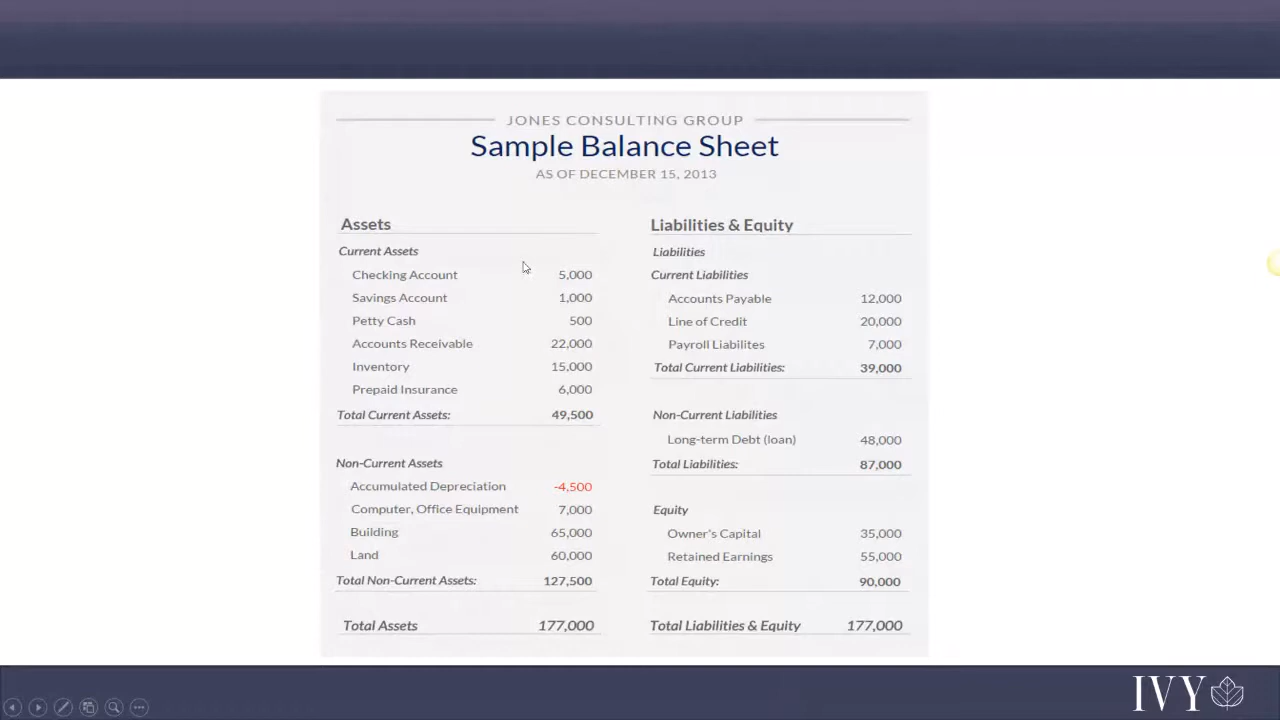 JONES CONSULTING GROUP
Sample Balance Sheet
AS OF DECEMBER 15, 2013
Assets
Current Assets
Checking Account 5,000
Savings Account 1,000
Petty Cash 500
Accounts Receivable 22,000
Inventory 15,000
Prepaid Insurance 6,000
Total Current Assets: 49,500
Non-Current Assets
Accumulated Depreciation -4,500
Computer, Office Equipment 7,000
Building 65,000
Land 60,000
Total Non-Current Assets: 127,500
Total Assets 177,000
Liabilities & Equity
Liabilities
Current Liabilities
Accounts Payable 12,000
Line of Credit 20,000
Payroll Liabilites 7,000
Total Current Liabilities: 39,000
Non-Current Liabilities
Long-term Debt (loan) 48,000
Total Liabilities: 87,000
Equity
Owner's Capital 35,000
Retained Earnings 55,000
Total Equity: 90,000
Total Liabilities & Equity 177,000
IVY